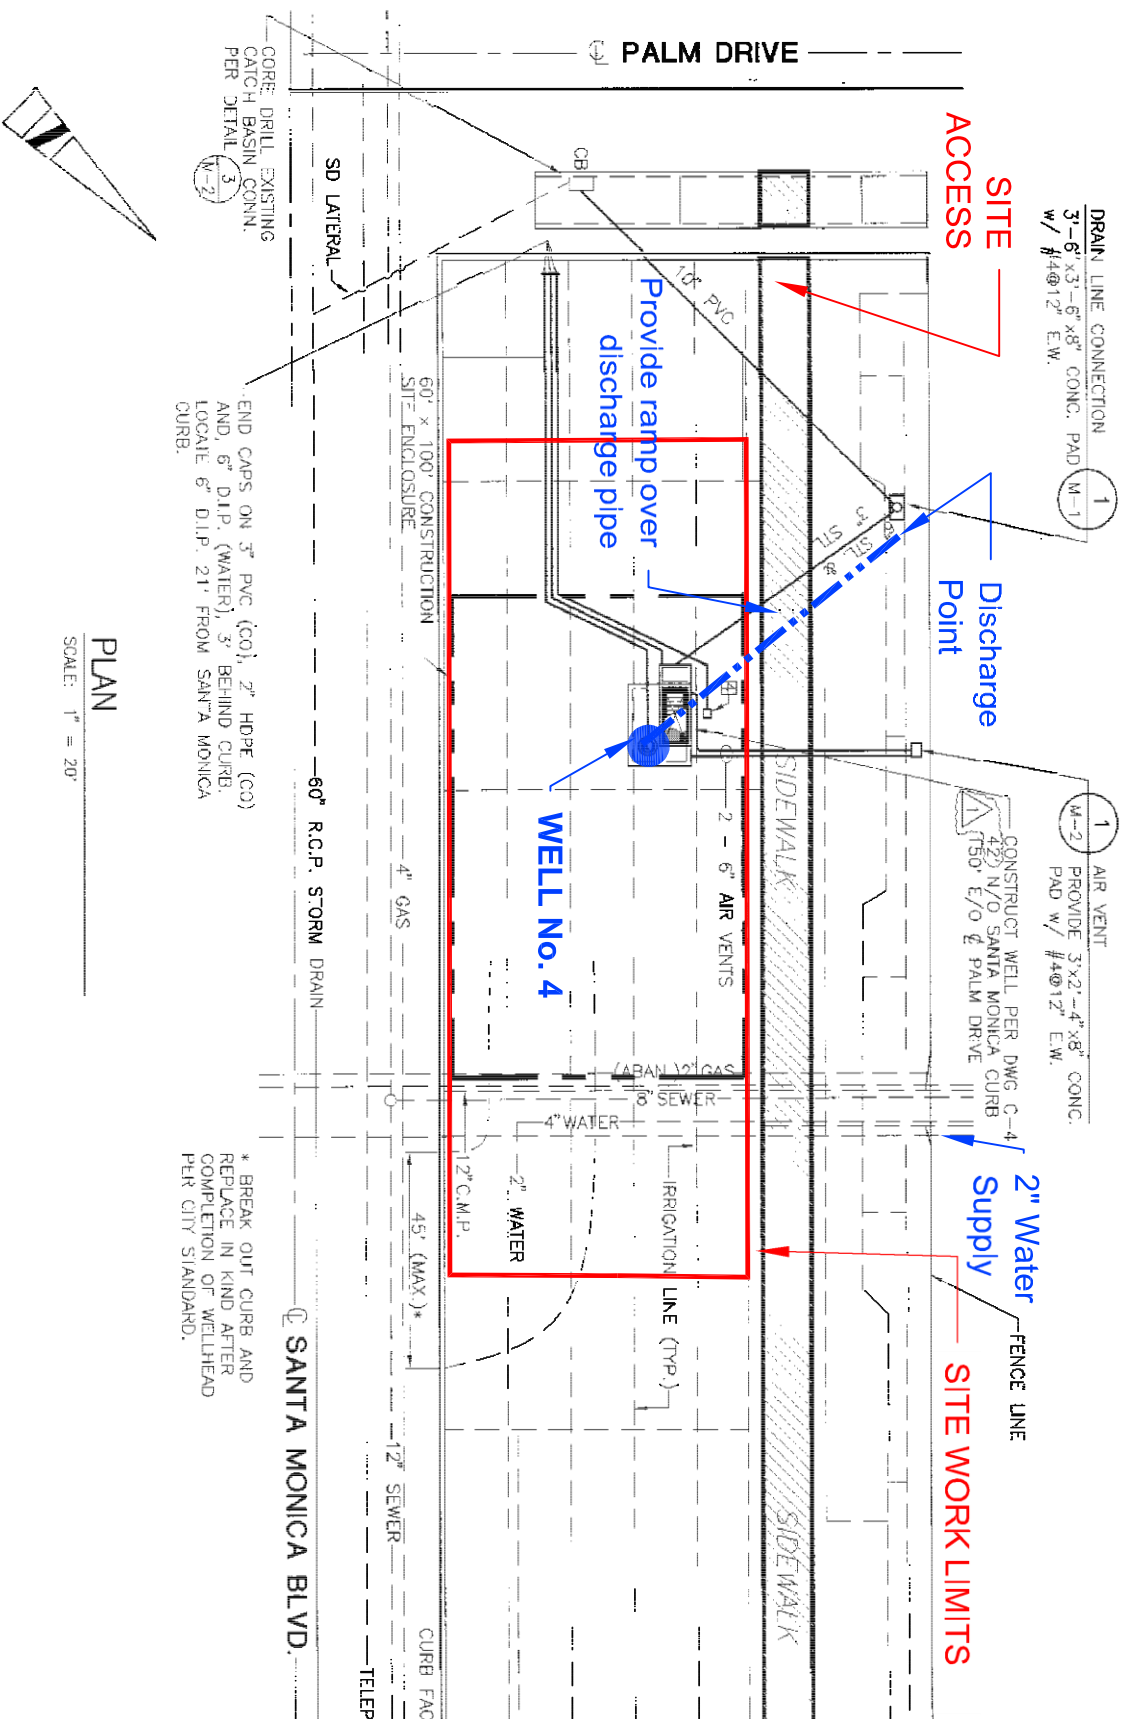 ℄ PALM DRIVE
SITE
ACCESS
DRAIN LINE CONNECTION
3'-6"x3'-6"x8" CONC. PAD
w/ #4@12" E.W.
1
M-1
CORE DRILL EXISTING
CATCH BASIN CONN.
PER DETAIL
3
M-2
SD LATERAL
CB
10" PVC
Provide ramp over
discharge pipe
3" STL
8" STL
Discharge
Point
60' x 100' CONSTRUCTION
SITE ENCLOSURE
END CAPS ON 3" PVC (CO), 2" HDPE (CO)
AND, 6" D.I.P. (WATER), 3' BEHIND CURB.
LOCATE 6" D.I.P. 21' FROM SANTA MONICA
CURB.
PLAN
SCALE: 1" = 20'
4
WELL No. 4
2 - 6" AIR VENTS
SIDEWALK
1
M-2
AIR VENT
PROVIDE 3'x2'-4"x8" CONC.
PAD w/ #4@12" E.W.
CONSTRUCT WELL PER DWG C-4
42' N/O SANTA MONICA CURB
150' E/O ℄ PALM DRIVE
1
60" R.C.P. STORM DRAIN
4" GAS
(ABAN.)2" GAS
8" SEWER
4" WATER
2" WATER
12" C.M.P.
IRRIGATION LINE (TYP.)
45' (MAX.)*
2" Water
Supply
FENCE LINE
SITE WORK LIMITS
* BREAK OUT CURB AND
REPLACE IN KIND AFTER
COMPLETION OF WELLHEAD
PER CITY STANDARD.
℄ SANTA MONICA BLVD.
12" SEWER
SIDEWALK
CURB FAC
TELEP